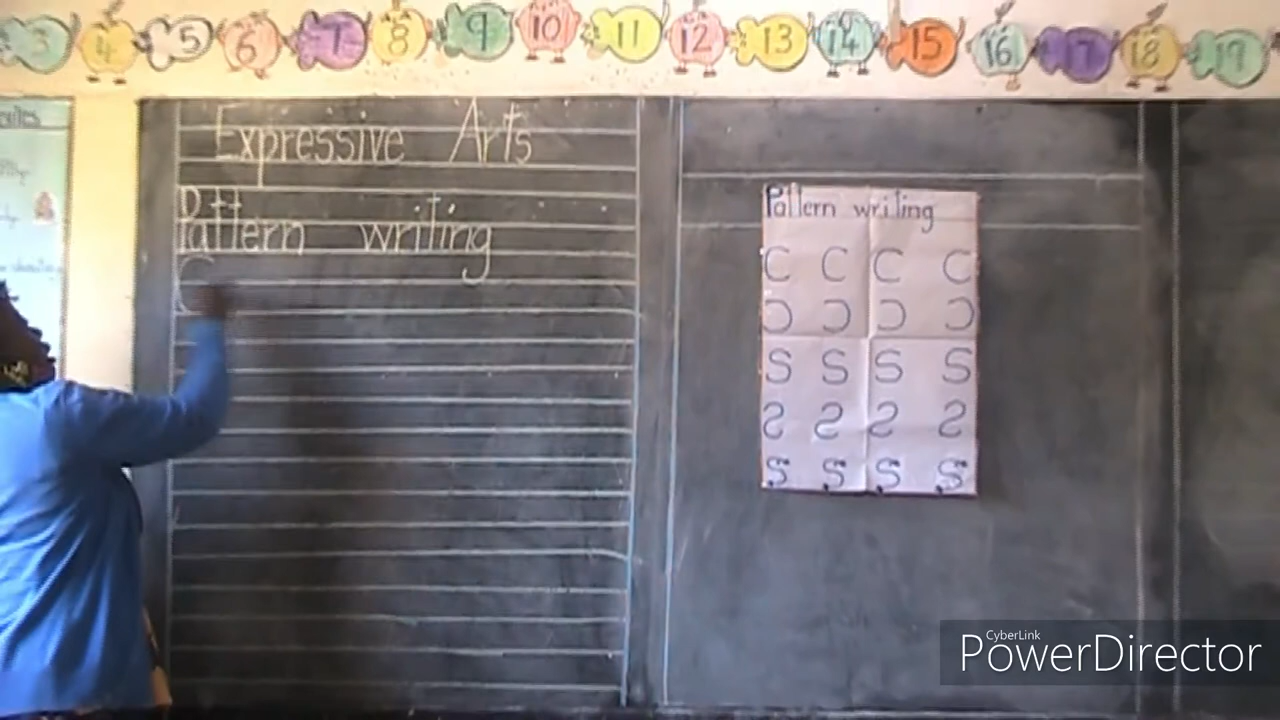 3 4 5 6 7 8 9 10 11 12 13 14 15 16 17 18 19
Expressive Arts
Pattern writing
C
Pattern writing
C C C C
Ɔ Ɔ Ɔ Ɔ
S S S S
Ƨ Ƨ Ƨ Ƨ
S S S S
CyberLink
PowerDirector